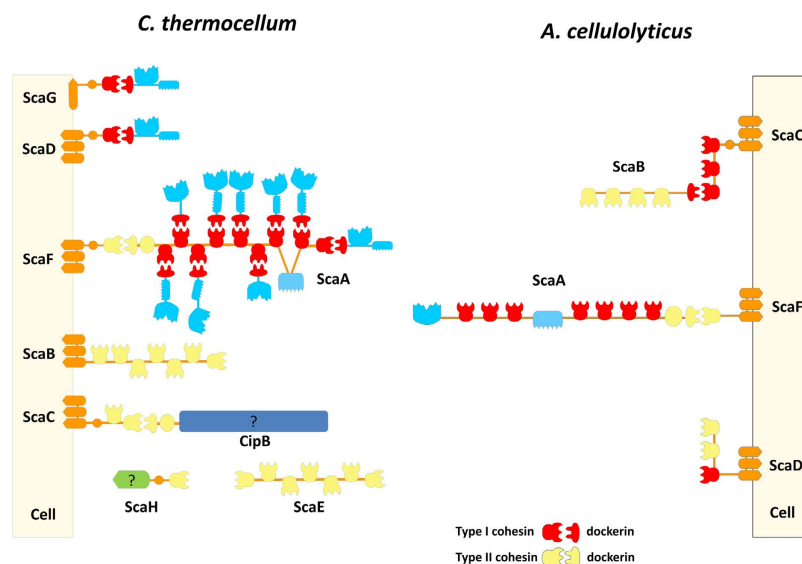 C. thermocellum
A. cellulolyticus
ScaG
ScaD
ScaF
ScaA
ScaB
ScaC
?
CipB
?
ScaH
ScaE
Cell
ScaC
ScaB
ScaA
ScaF
ScaD
Cell
Type I cohesin dockerin
Type II cohesin dockerin